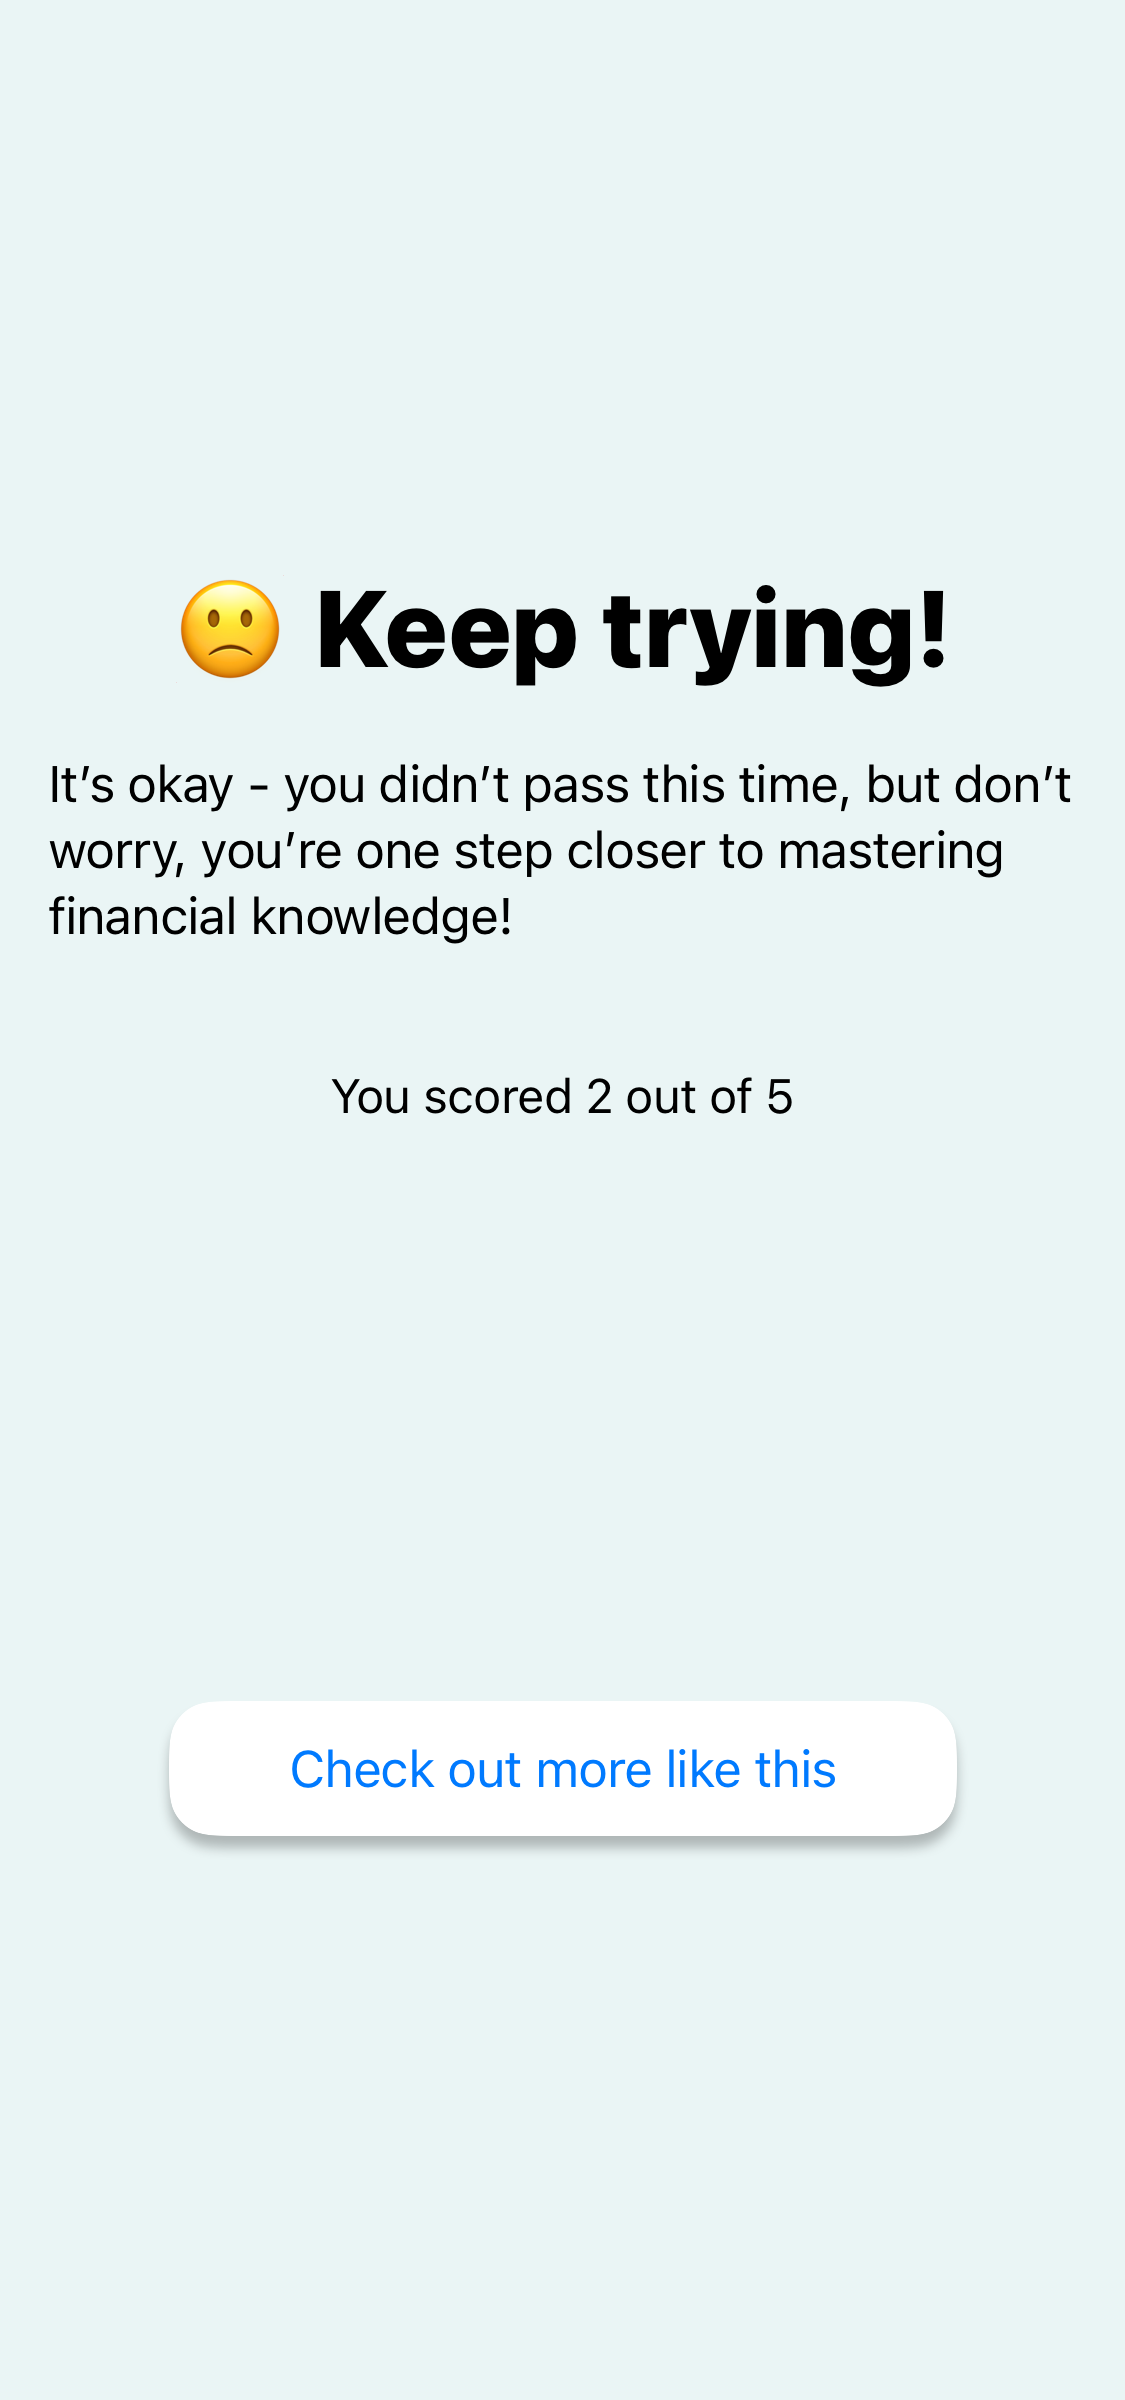 🙁 Keep trying!
It’s okay - you didn’t pass this time, but don’t
worry, you’re one step closer to mastering
financial knowledge!
You scored 2 out of 5
Check out more like this